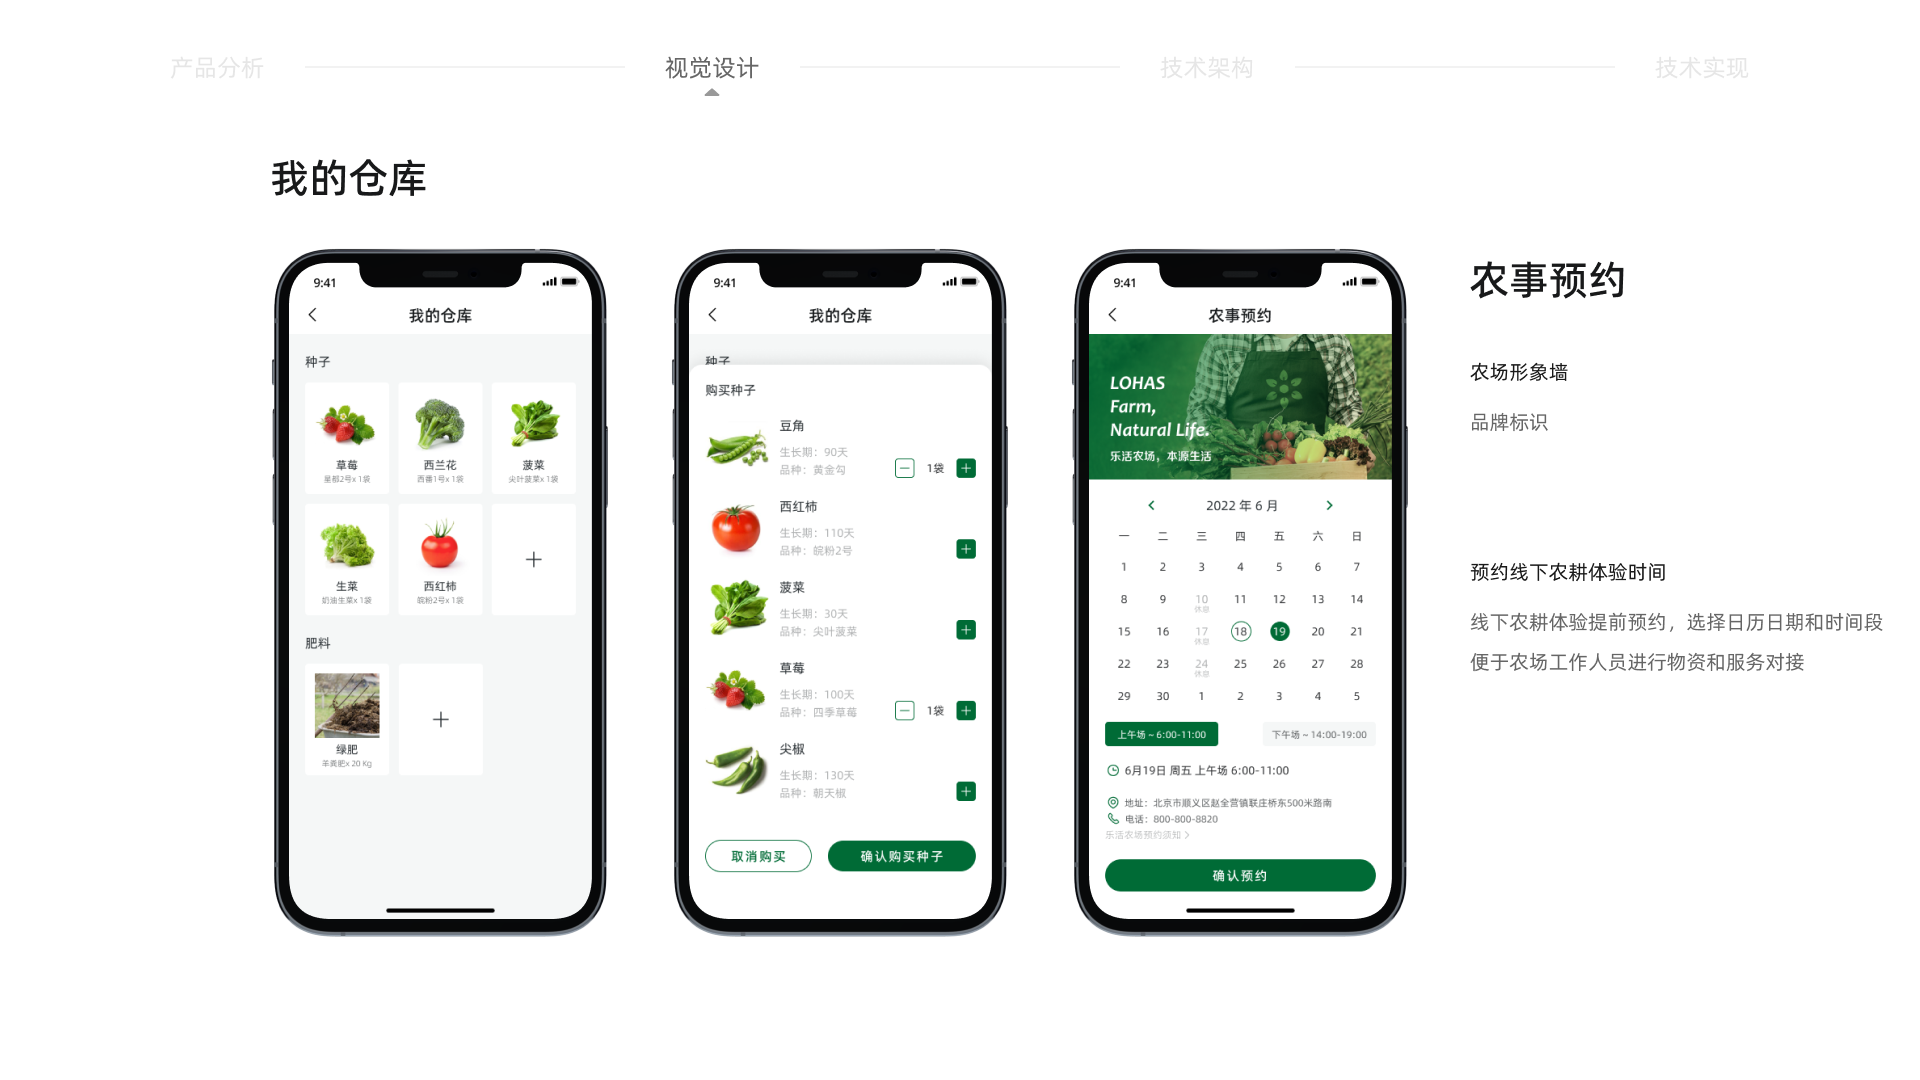 产品分析
视觉设计
技术架构
技术实现
我的仓库
9:41
我的仓库
种子
草莓
星都2号x 1袋
西兰花
西番1号x 1袋
菠菜
尖叶菠菜x 1袋
生菜
奶油生菜x 1袋
西红柿
皖粉2号x 1袋
肥料
绿肥
羊粪肥x 20 Kg
9:41
我的仓库
种子
购买种子
豆角
生长期：90天
品种：黄金勾
1袋
西红柿
生长期：110天
品种：皖粉2号
菠菜
生长期：30天
品种：尖叶菠菜
草莓
生长期：100天
品种：四季草莓
1袋
尖椒
生长期：130天
品种：朝天椒
取消购买
确认购买种子
9:41
农事预约
LOHAS
Farm,
Natural Life.
乐活农场，本源生活
2022 年 6 月
一 二 三 四 五 六 日
1 2 3 4 5 6 7
8 9 10 11 12 13 14
休息
15 16 17 18 19 20 21
休息
22 23 24 25 26 27 28
休息
29 30 1 2 3 4 5
上午场 ~ 6:00-11:00
下午场 ~ 14:00-19:00
6月19日 周五 上午场 6:00-11:00
地址：北京市顺义区赵全营镇联庄桥东500米路南
电话：800-800-8820
乐活农场预约须知
确认预约
农事预约
农场形象墙
品牌标识
预约线下农耕体验时间
线下农耕体验提前预约，选择日历日期和时间段
便于农场工作人员进行物资和服务对接